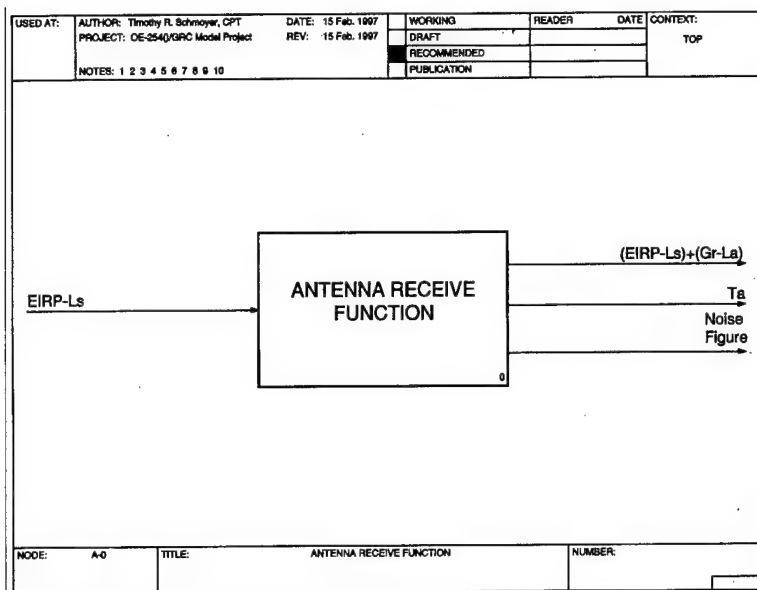 USED AT:
AUTHOR: Timothy R. Schmoyer, CPT
DATE: 15 Feb. 1997
PROJECT: OE-254()/GRC Model Project
REV: 15 Feb. 1997
NOTES: 1 2 3 4 5 6 7 8 9 10
WORKING
DRAFT
RECOMMENDED
PUBLICATION
READER
DATE
CONTEXT:
TOP
EIRP-Ls
ANTENNA RECEIVE
FUNCTION
0
(EIRP-Ls)+(Gr-La)
Ta
Noise
Figure
NODE:
A-0
TITLE:
ANTENNA RECEIVE FUNCTION
NUMBER: